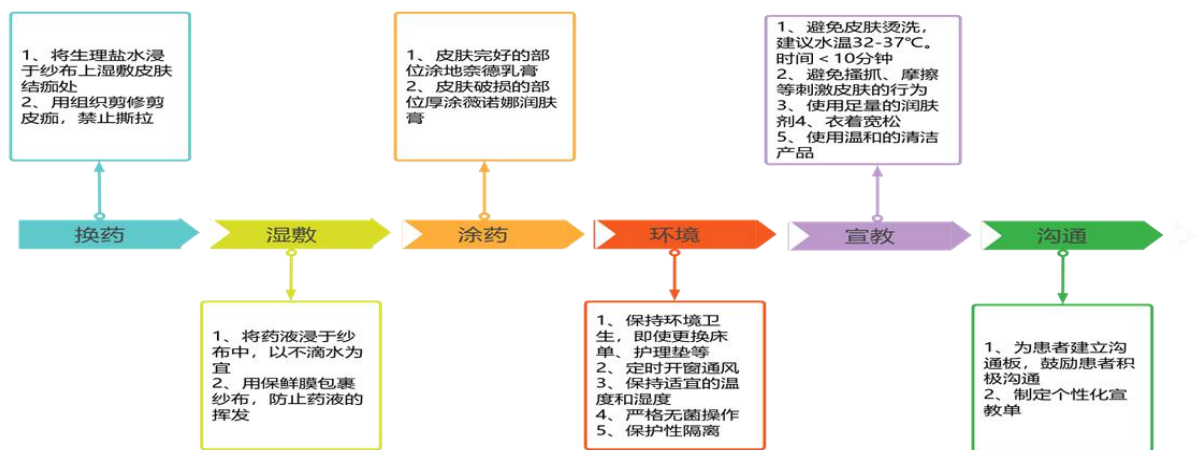 1、将生理盐水浸
于纱布上湿敷皮肤
结痂处
2、用组织剪修剪
皮痂，禁止撕拉
1、皮肤完好的部
位涂地奈德乳膏
2、皮肤破损的部
位厚涂薇诺娜润肤
膏
1、避免皮肤烫洗，
建议水温32-37℃。
时间＜10分钟
2、避免搔抓、摩擦
等刺激皮肤的行为
3、使用足量的润肤
剂4、衣着宽松
5、使用温和的清洁
产品
换药
湿敷
涂药
环境
宣教
沟通
1、将药液浸于纱
布中，以不滴水为
宜
2、用保鲜膜包裹
纱布，防止药液的
挥发
1、保持环境卫
生，即使更换床
单、护理垫等
2、定时开窗通风
3、保持适宜的温
度和湿度
4、严格无菌操作
5、保护性隔离
1、为患者建立沟
通板，鼓励患者积
极沟通
2、制定个性化宣
教单